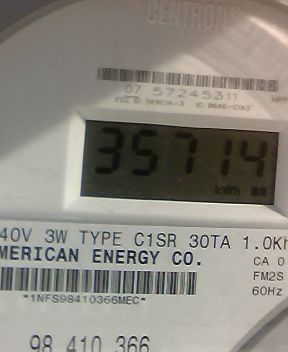 CENTRON
07 57245311
35714
kWh
40V 3W TYPE C1SR 30TA 1.0Kh
MERICAN ENERGY CO.
CA 0
FM2S
*1NFS98410366MEC*
60Hz
98 410 366